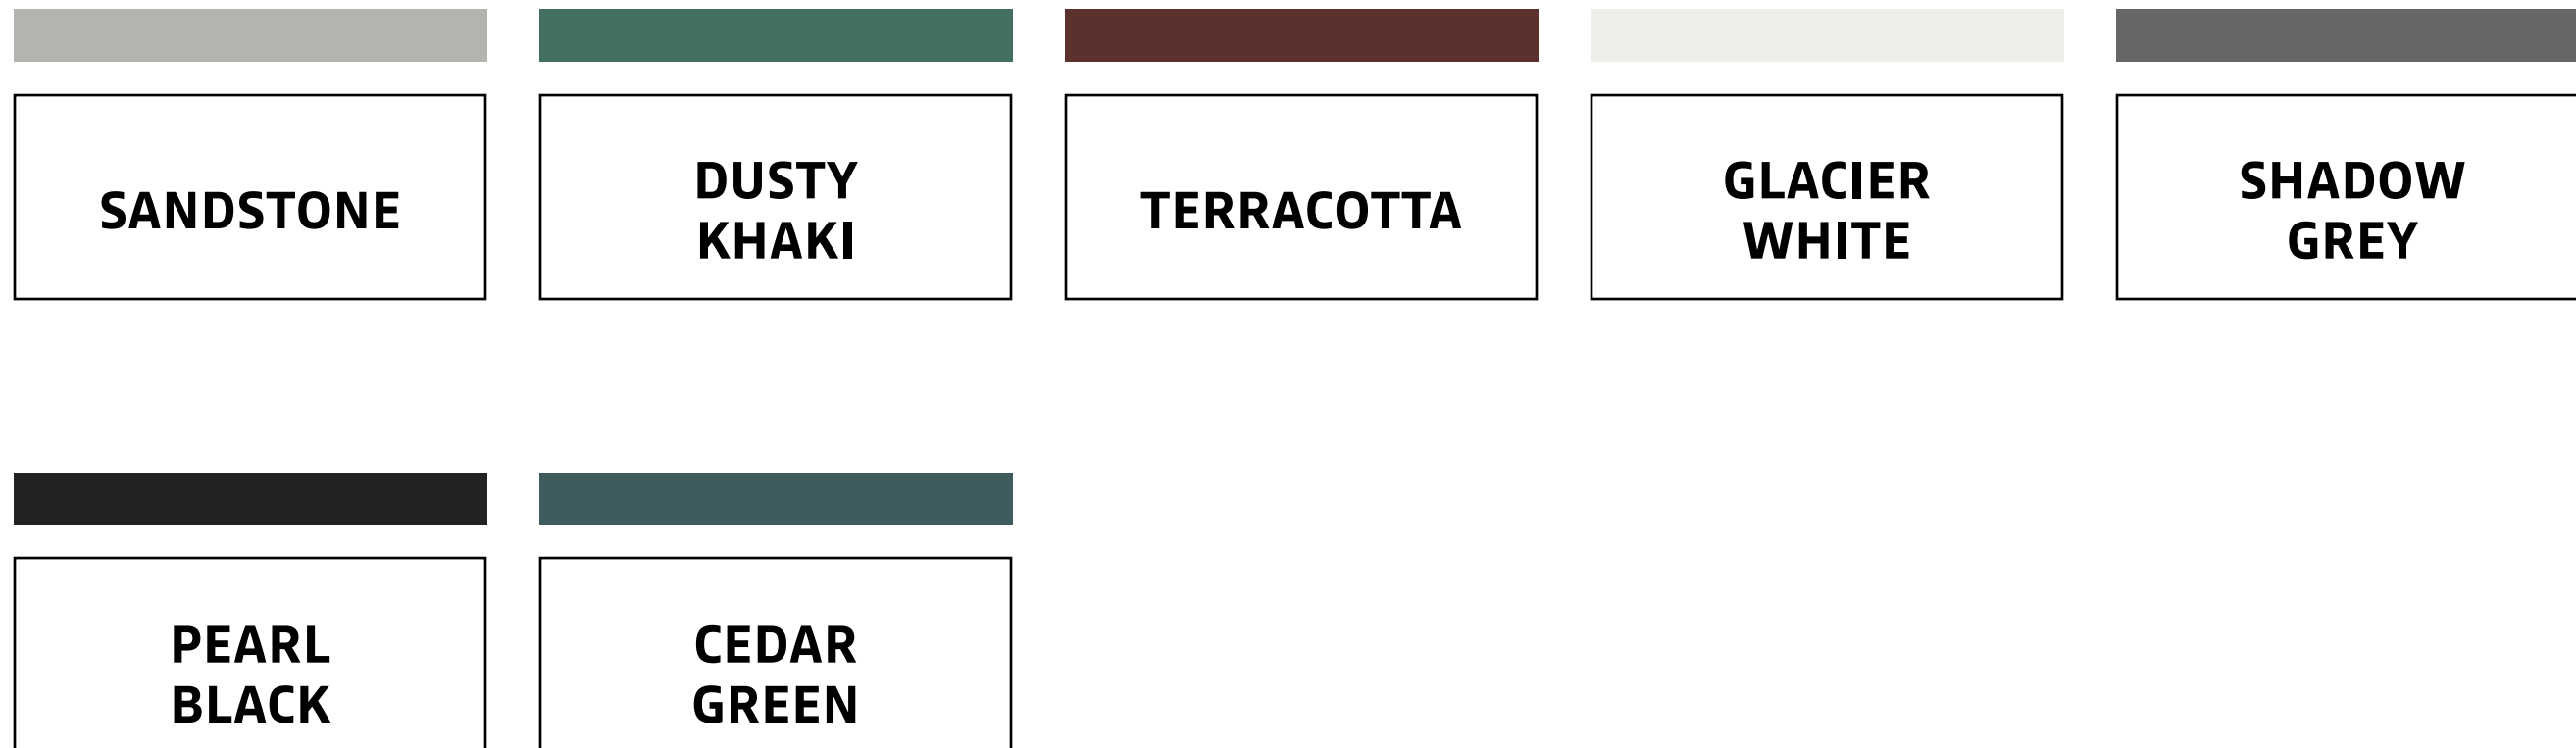 SANDSTONE
DUSTY
KHAKI
TERRACOTTA
GLACIER
WHITE
SHADOW
GREY
PEARL
BLACK
CEDAR
GREEN